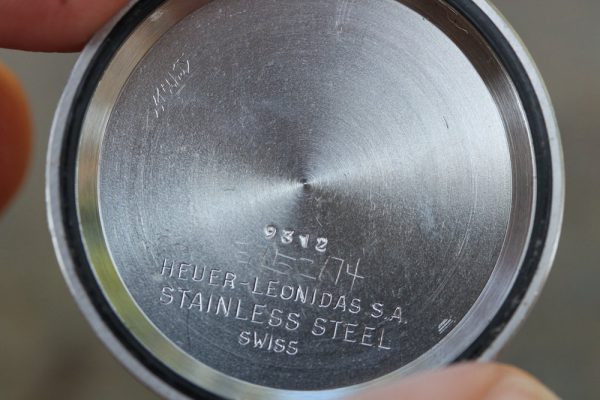 9312
HEUER-LEONIDAS S.A.
STAINLESS STEEL
SWISS